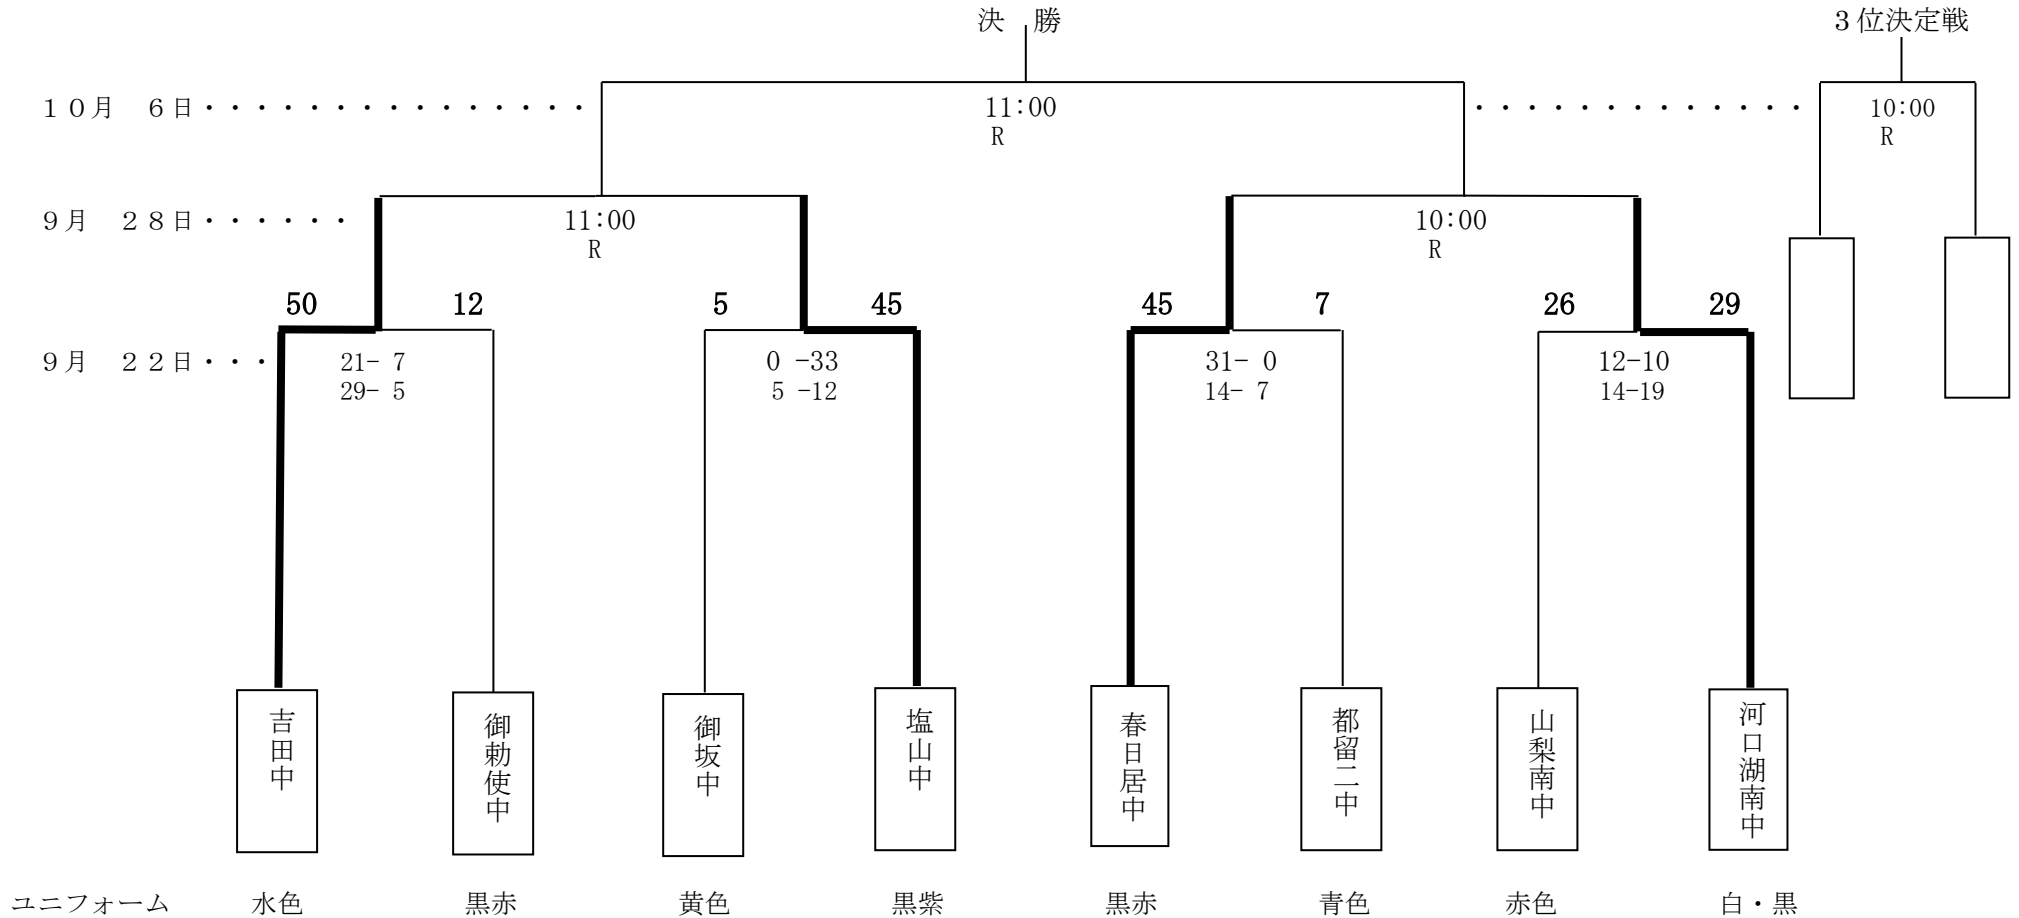 決　勝
３位決定戦
１０月　６日・・・・・・・・・・・・・・・
11:00
・・・・・・・・・・・・・
10:00
R
R
９月　２８日・・・・・・
11:00
10:00
R
R
50
12
5
45
45
7
26
29
９月　２２日・・・
21- 7
0 -33
31- 0
12-10
29- 5
5 -12
14- 7
14-19
吉田中
御勅使中
御坂中
塩山中
春日居中
都留二中
山梨南中
河口湖南中
ユニフォーム
水色
黒赤
黄色
黒紫
黒赤
青色
赤色
白・黒